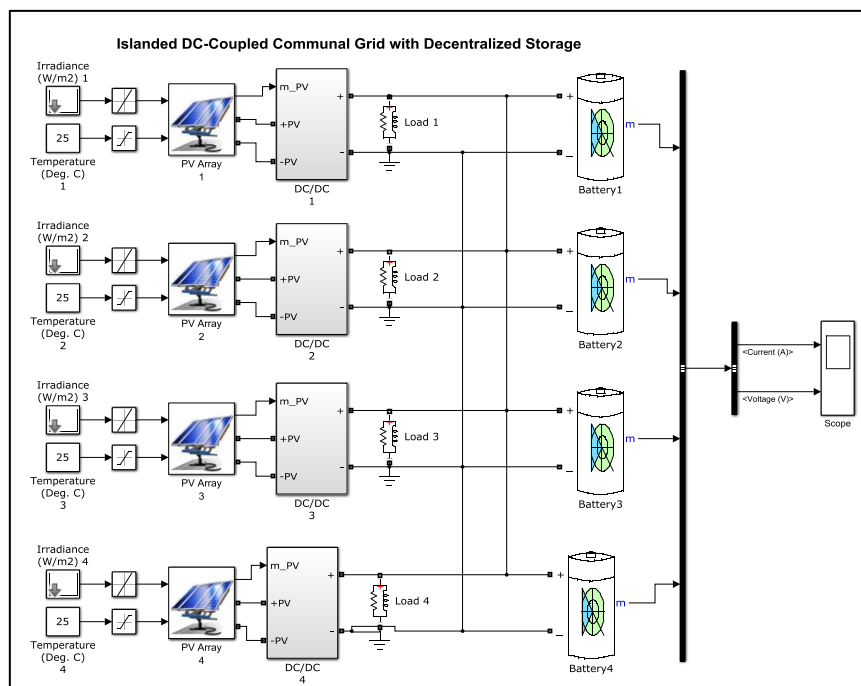 Islanded DC-Coupled Communal Grid with Decentralized Storage
Irradiance
(W/m2) 1
25
Temperature
(Deg. C)
1
PV Array
1
m_PV
+PV
-PV
+
−
DC/DC
1
Load 1
+
−
m
Battery1
Irradiance
(W/m2) 2
25
Temperature
(Deg. C)
2
PV Array
2
m_PV
+PV
-PV
+
−
DC/DC
2
Load 2
+
−
m
Battery2
Irradiance
(W/m2) 3
25
Temperature
(Deg. C)
3
PV Array
3
m_PV
+PV
-PV
+
−
DC/DC
3
Load 3
+
−
m
Battery3
Irradiance
(W/m2) 4
25
Temperature
(Deg. C)
4
PV Array
4
m_PV
+PV
-PV
+
−
DC/DC
4
Load 4
+
−
m
Battery4
<Current (A)>
<Voltage (V)>
Scope